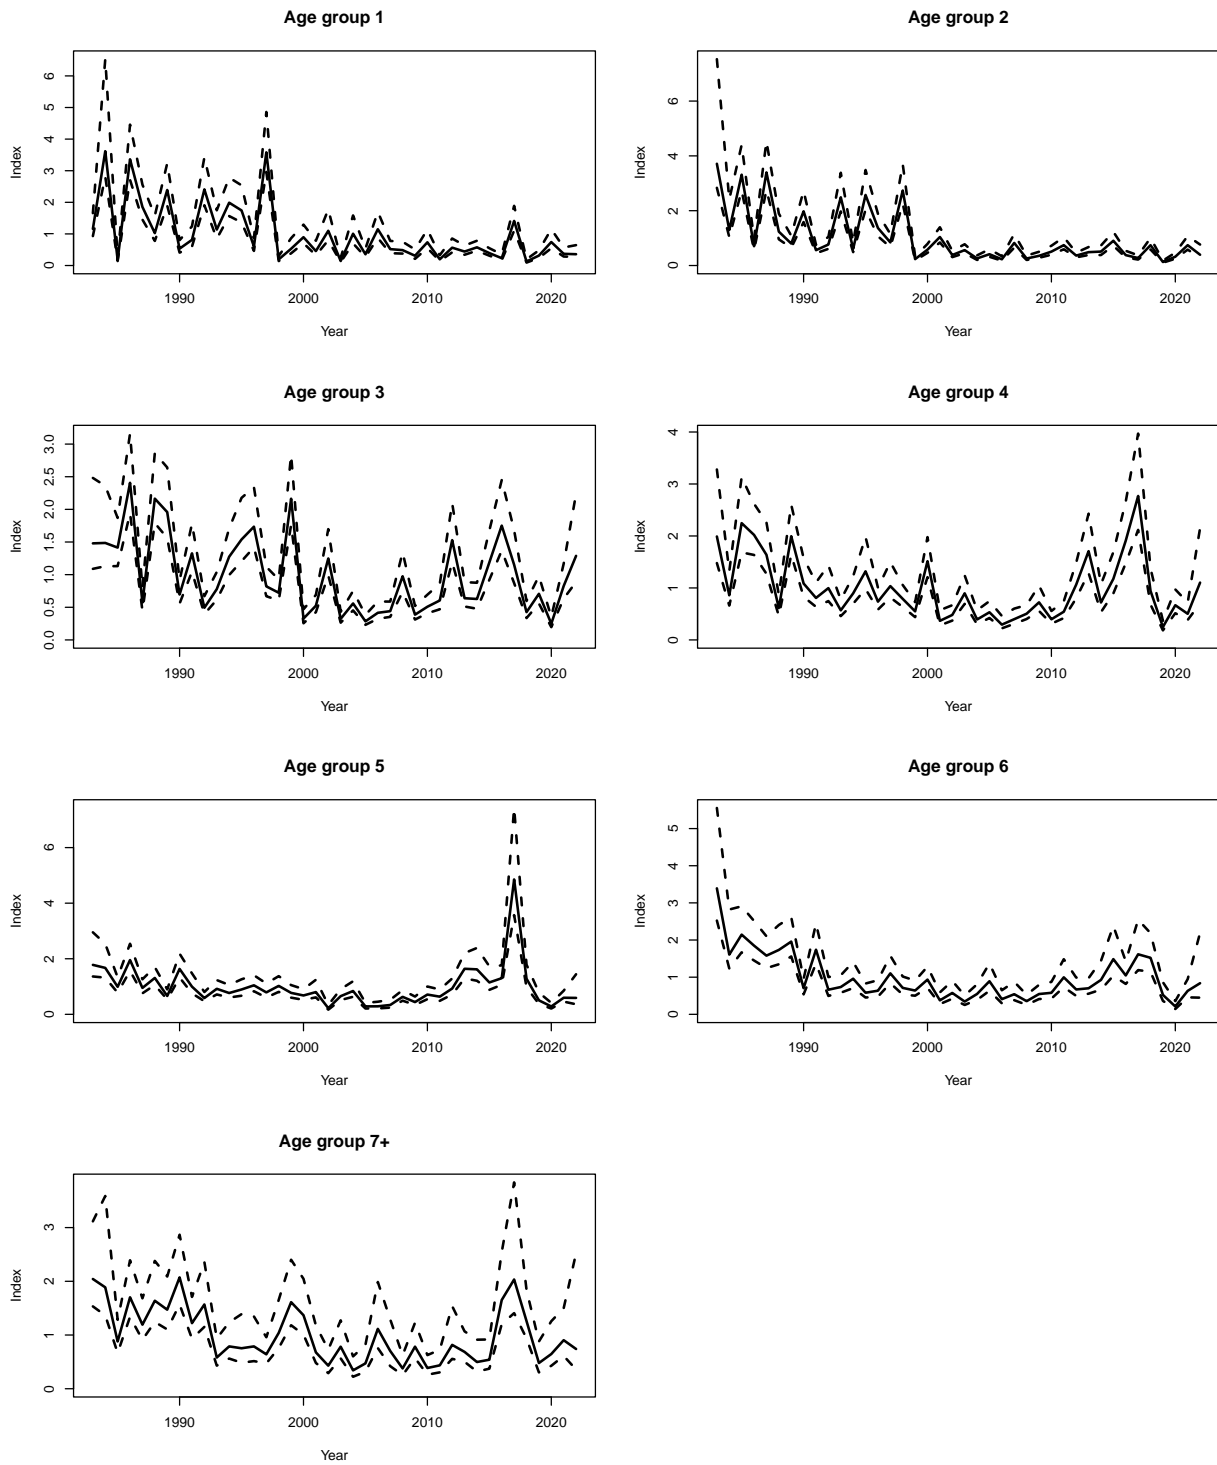 Age group 1
Index
0 1 2 3 4 5 6
1990 2000 2010 2020
Year
Age group 2
Index
0 2 4 6
1990 2000 2010 2020
Year
Age group 3
Index
0.0 0.5 1.0 1.5 2.0 2.5 3.0
1990 2000 2010 2020
Year
Age group 4
Index
0 1 2 3 4
1990 2000 2010 2020
Year
Age group 5
Index
0 2 4 6
1990 2000 2010 2020
Year
Age group 6
Index
0 1 2 3 4 5
1990 2000 2010 2020
Year
Age group 7+
Index
0 1 2 3
1990 2000 2010 2020
Year